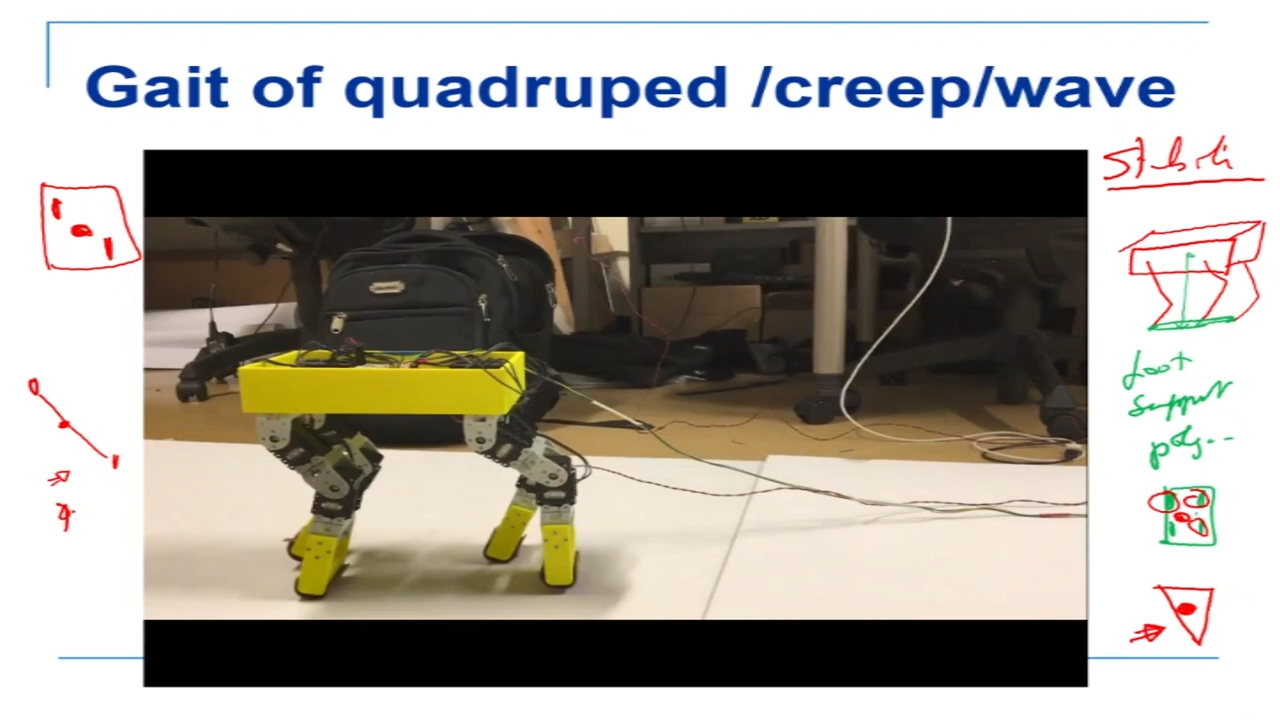 Gait of quadruped /creep/wave
foot
support
poly...